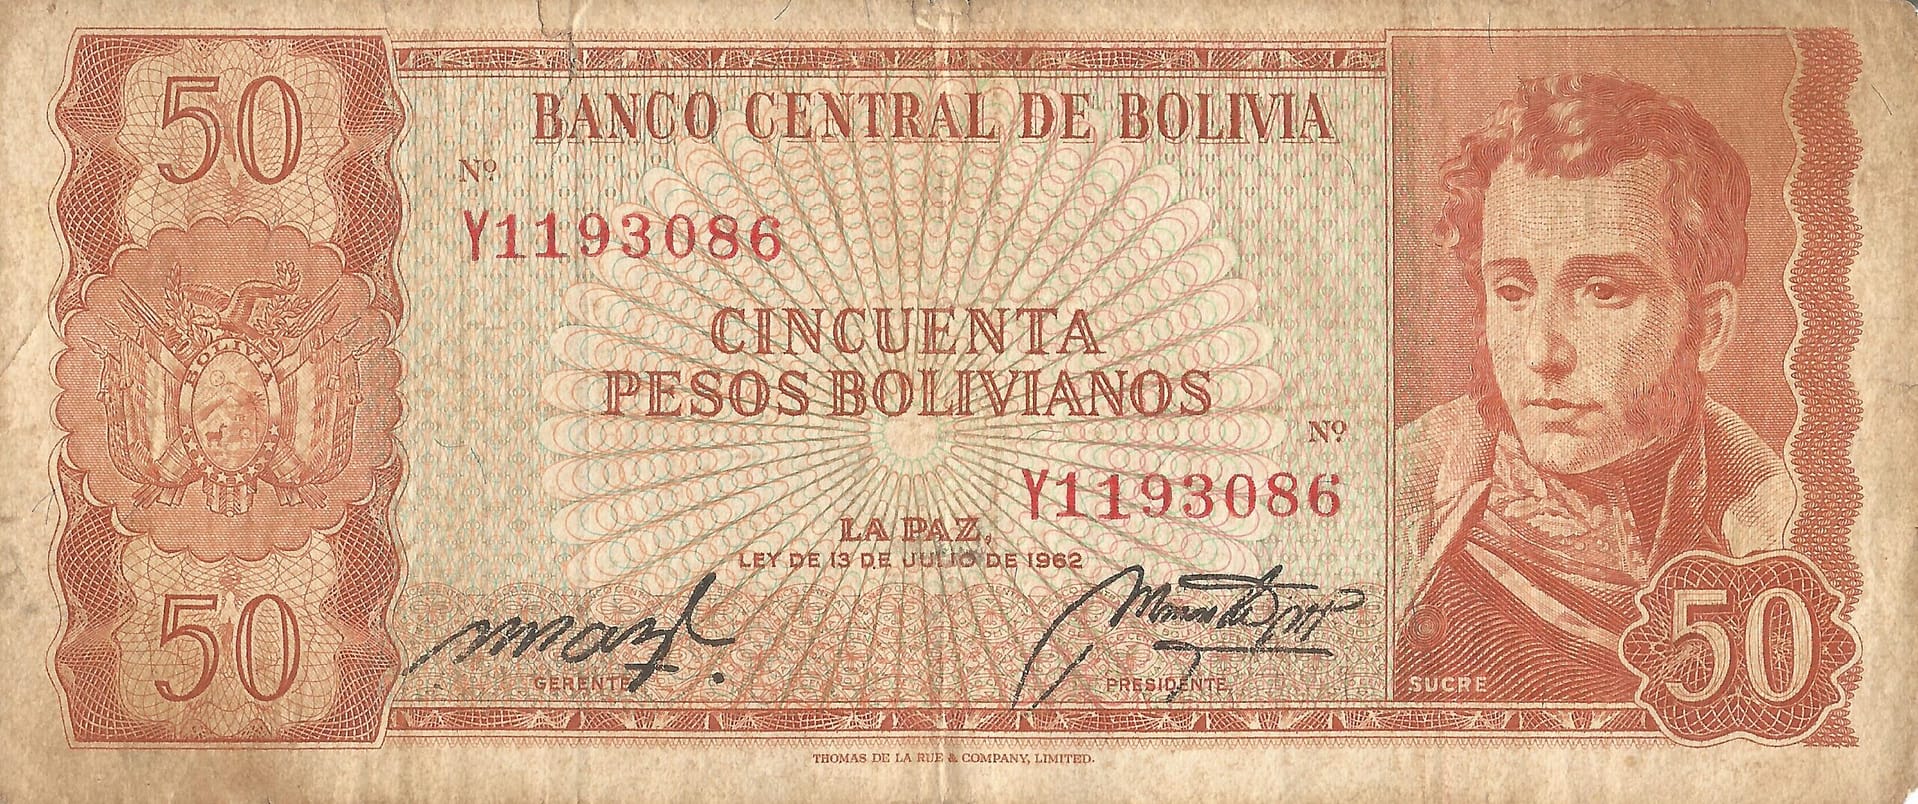 50
BANCO CENTRAL DE BOLIVIA
Nº
Y1193086
CINCUENTA
PESOS BOLIVIANOS
BOLIVIA
Nº
Y1193086
LA PAZ,
LEY DE 13 DE JULIO DE 1962
50
GERENTE
PRESIDENTE.
SUCRE
50
THOMAS DE LA RUE & COMPANY, LIMITED.